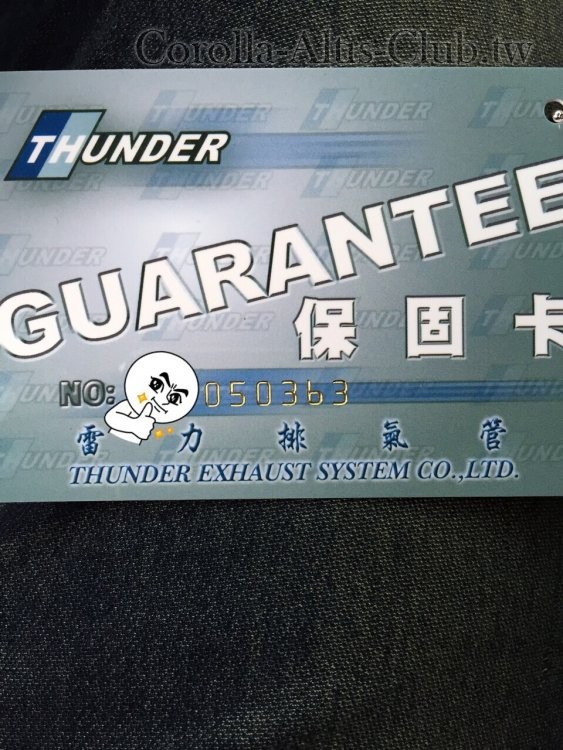 Corolla-Altis-Club.tw
THUNDER
GUARANTEE
保固卡
NO: 050363
雷力排氣管
THUNDER EXHAUST SYSTEM CO.,LTD.